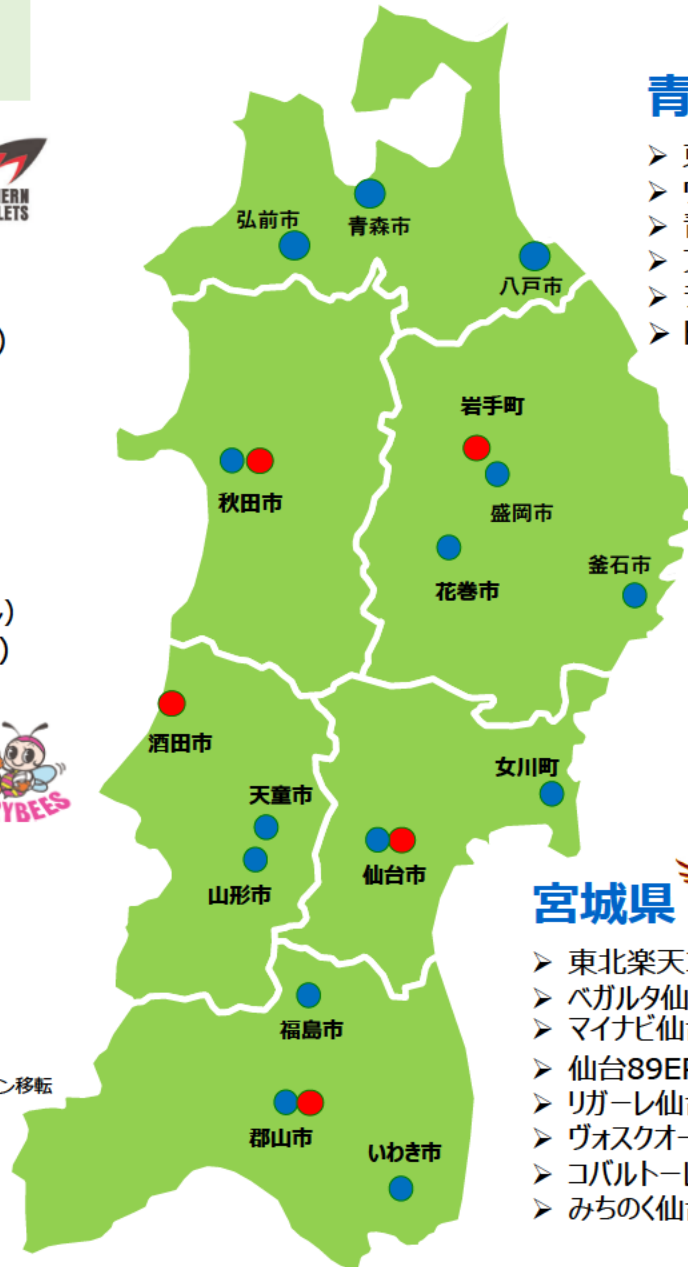 青
弘前市
青森市
八戸市
岩手町
秋田市
盛岡市
花巻市
釜石市
酒田市
女川町
天童市
仙台市
山形市
宮城県
東北楽天
ベガルタ仙
マイナビ仙
福島市
仙台89E
ン移転
リガーレ仙
郡山市
ヴォスクオー
いわき市
コバルトーレ
みちのく仙
YBEES